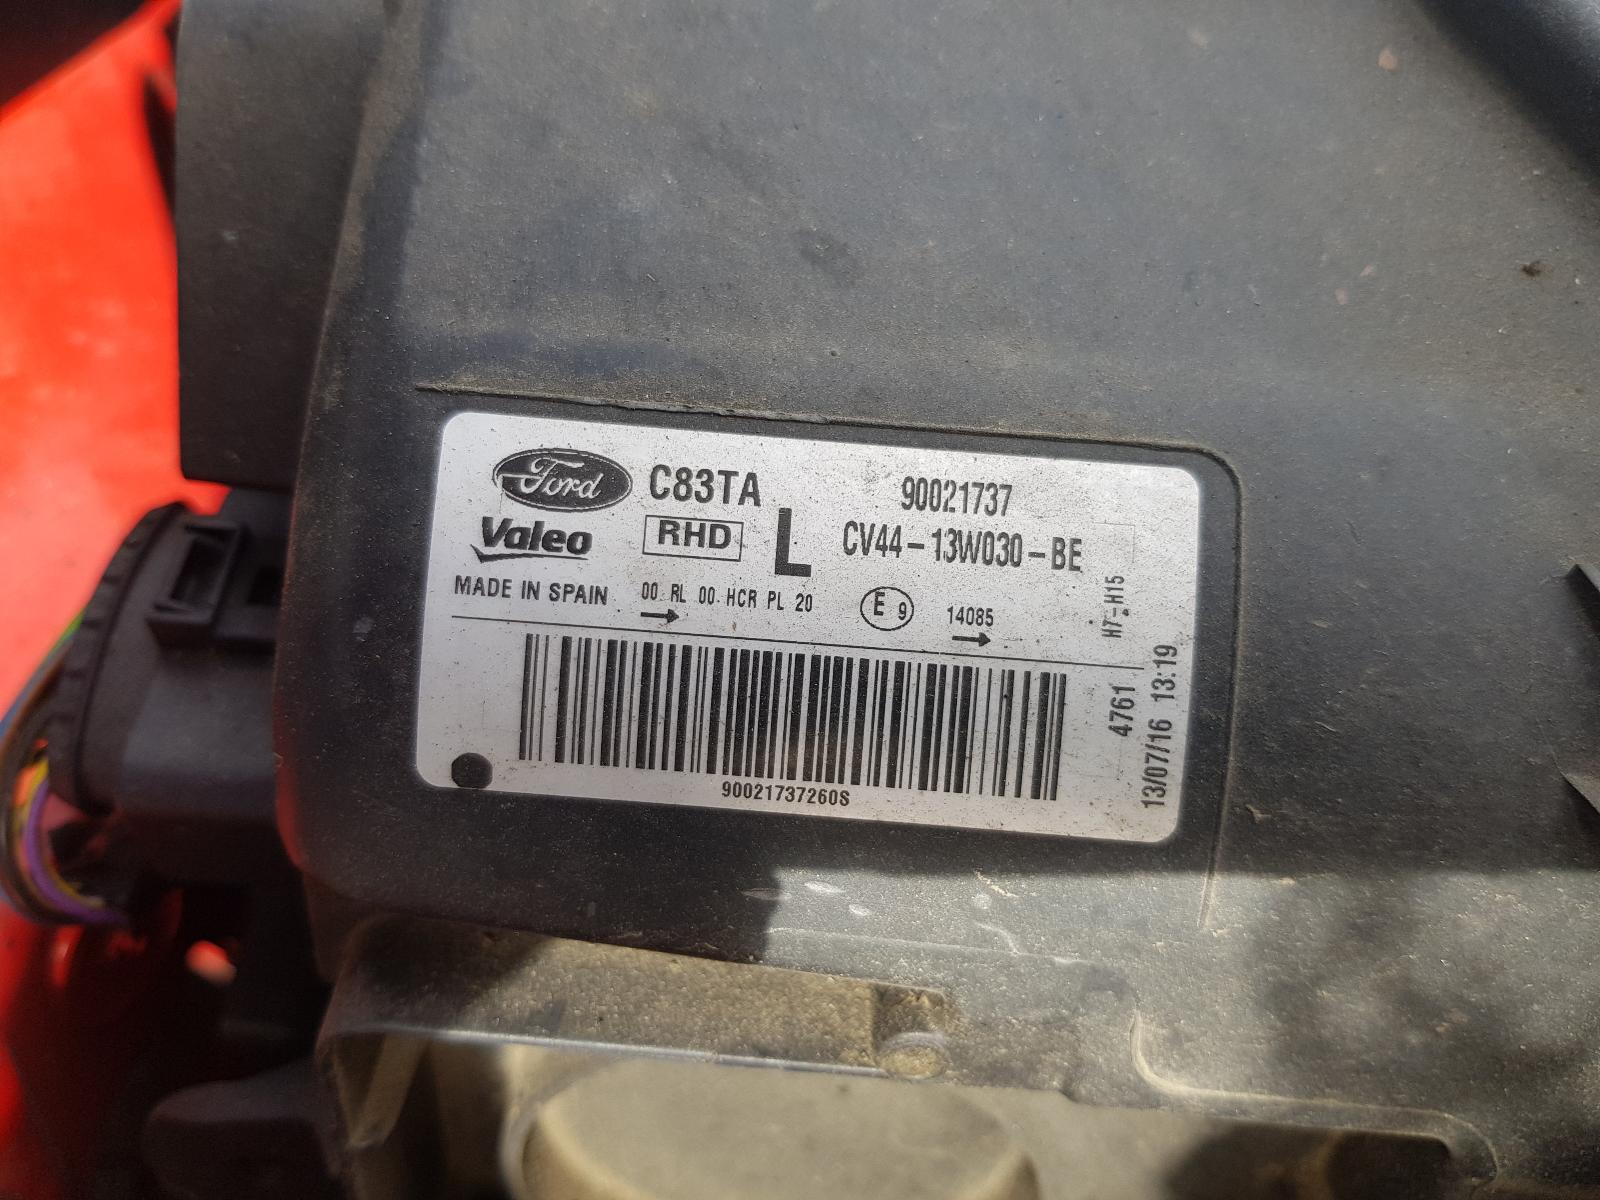 Ford C83TA 90021737
Valeo RHD L CV44-13W030-BE
MADE IN SPAIN 00 RL 00 HCR PL 20 E 9 14085
→ →
H7-H15
4761
13/07/16 13:19
90021737260S